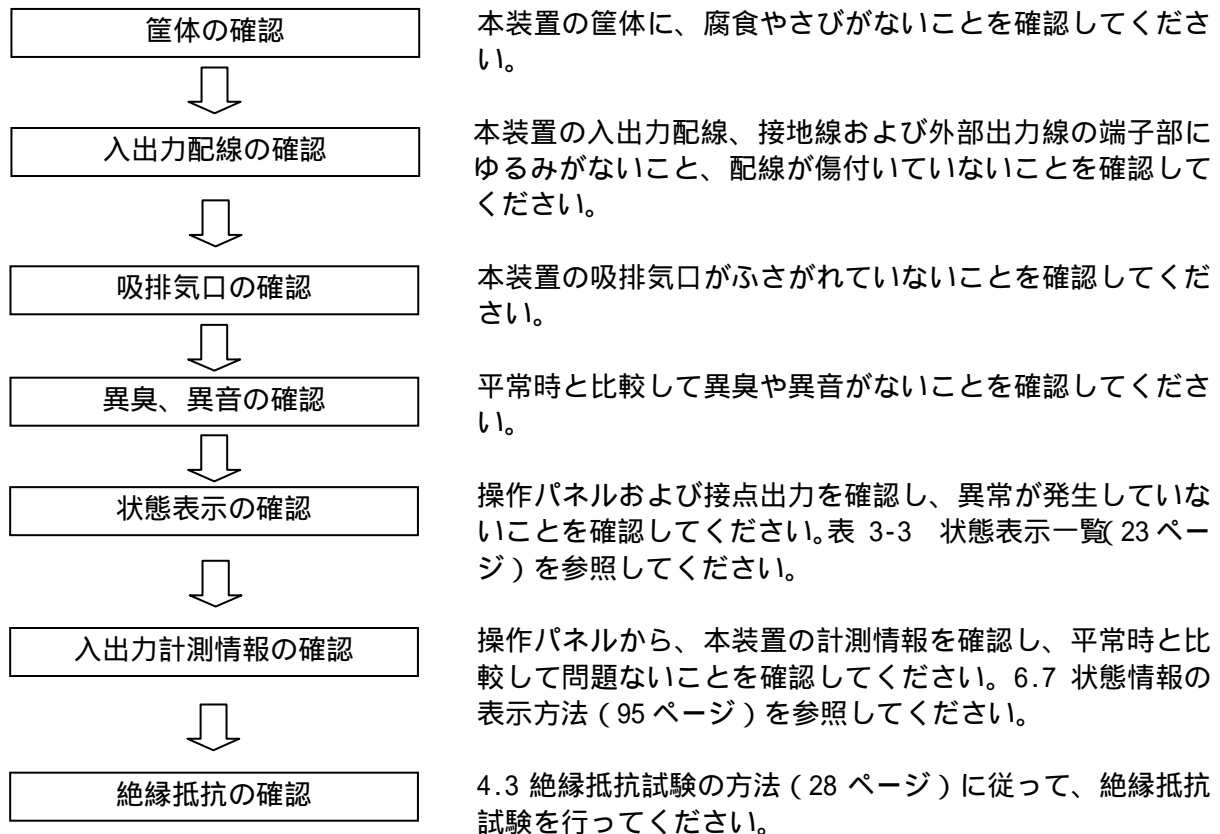 筐体の確認
本装置の筐体に、腐食やさびがないことを確認してくださ
い。
入出力配線の確認
本装置の入出力配線、接地線および外部出力線の端子部に
ゆるみがないこと、配線が傷付いていないことを確認して
ください。
吸排気口の確認
本装置の吸排気口がふさがれていないことを確認してくだ
さい。
異臭、異音の確認
平常時と比較して異臭や異音がないことを確認してくださ
い。
状態表示の確認
操作パネルおよび接点出力を確認し、異常が発生していな
いことを確認してください。表 3-3 状態表示一覧(23 ペー
ジ)を参照してください。
入出力計測情報の確認
操作パネルから、本装置の計測情報を確認し、平常時と比
較して問題ないことを確認してください。6.7 状態情報の
表示方法(95 ページ)を参照してください。
絶縁抵抗の確認
4.3 絶縁抵抗試験の方法(28 ページ)に従って、絶縁抵抗
試験を行ってください。